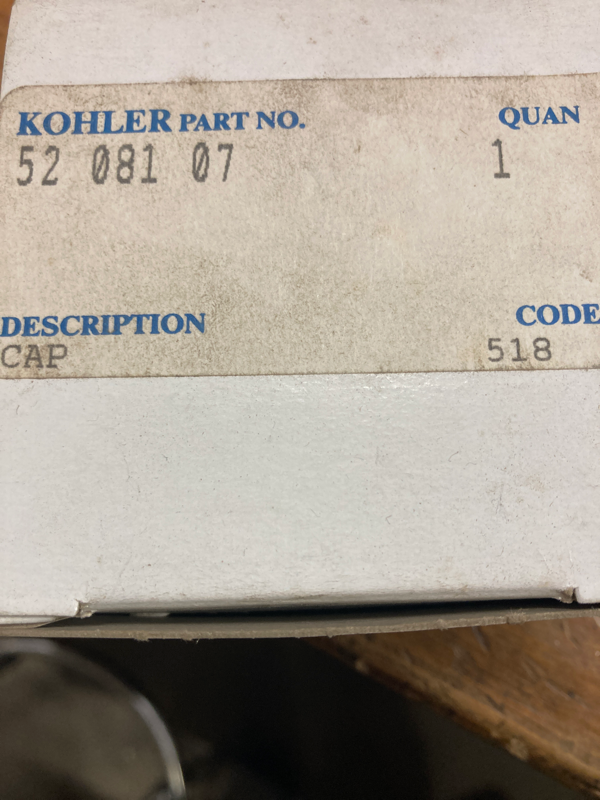 KOHLER PART NO. QUAN
52 081 07 1
DESCRIPTION CODE
CAP 518